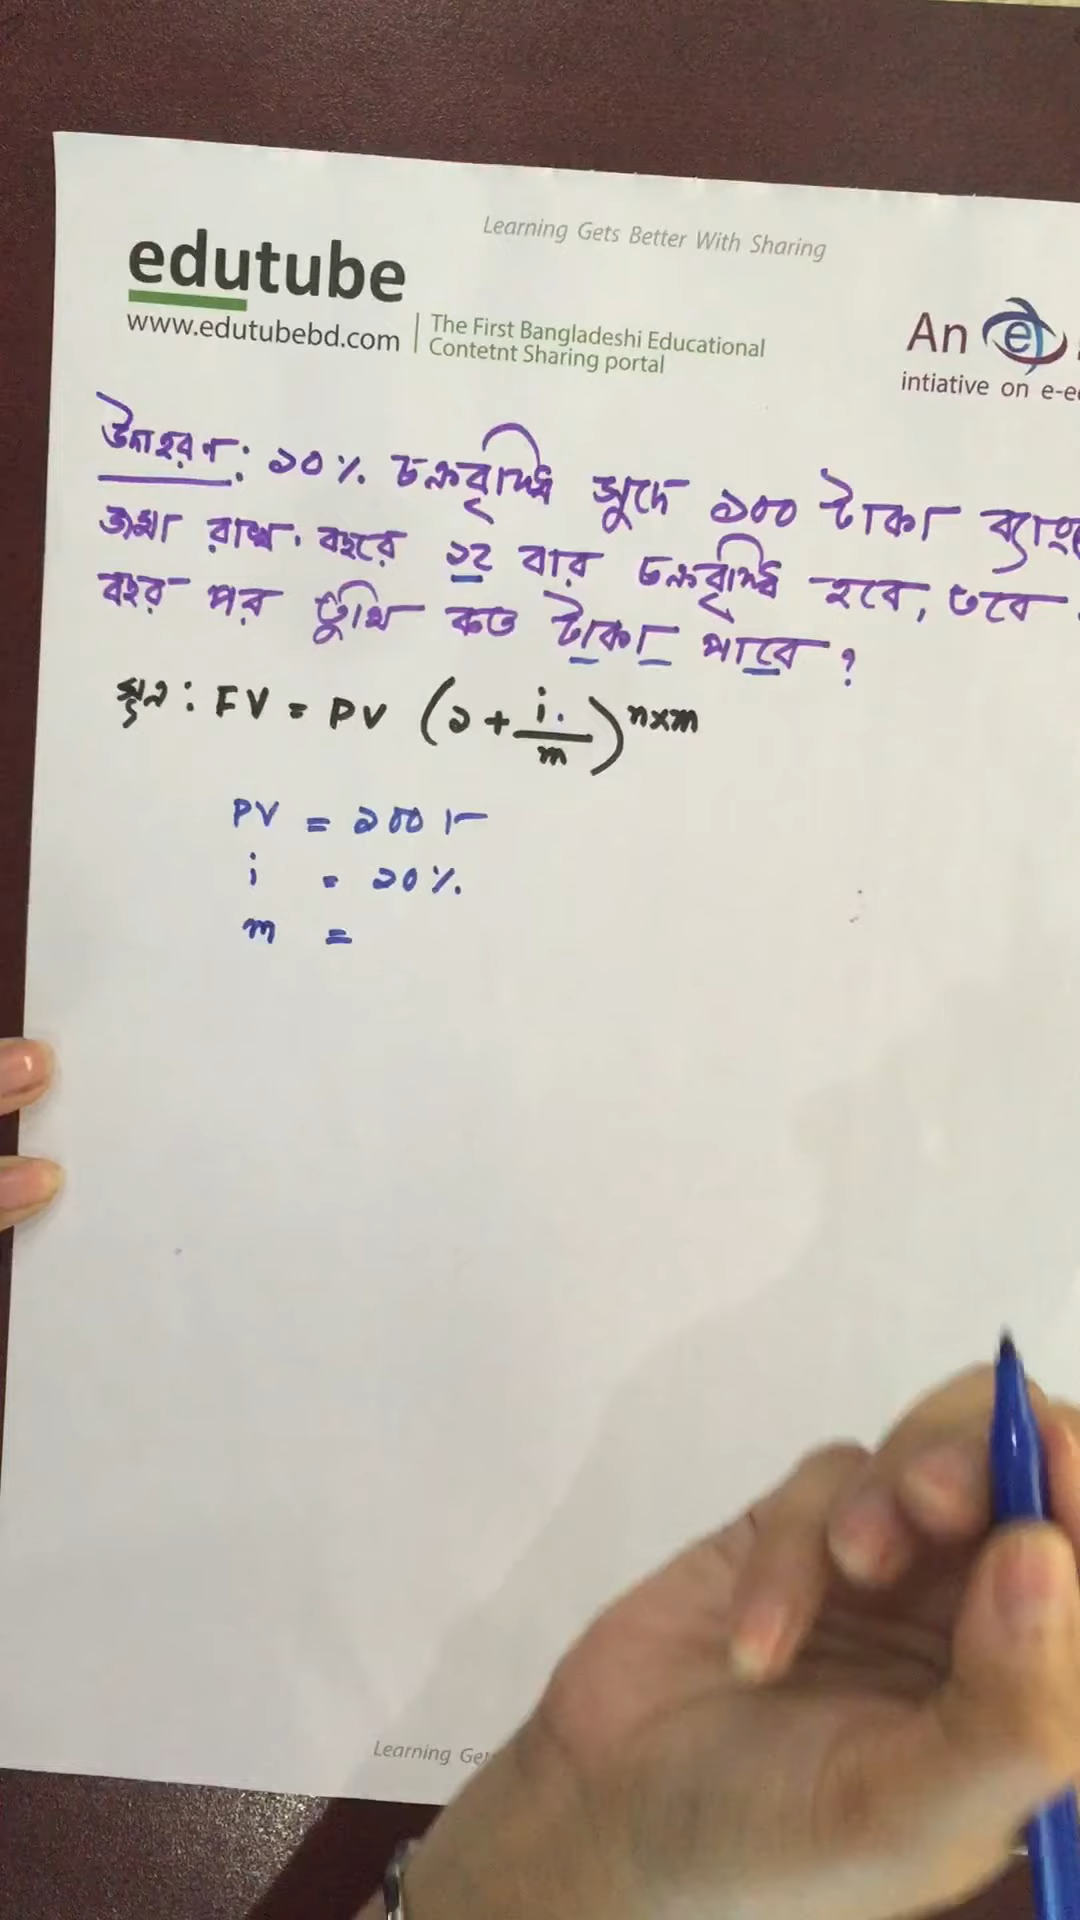 Learning Gets Better With Sharing
edutube
www.edutubebd.com
The First Bangladeshi Educational
Contetnt Sharing portal
An e
intiative on e-e
উদাহরণ: ১০% চক্রবৃদ্ধি সুদে ১০০ টাকা
জমা রাখ। বছরে ১২ বার চক্রবৃদ্ধি হবে, তবে
বছর পর তুমি কত টাকা পাবে?
সূত্র: FV = PV (১ + i/m)^n×m
PV = ১০০/-
i = ১০%
m =
Learning Ge